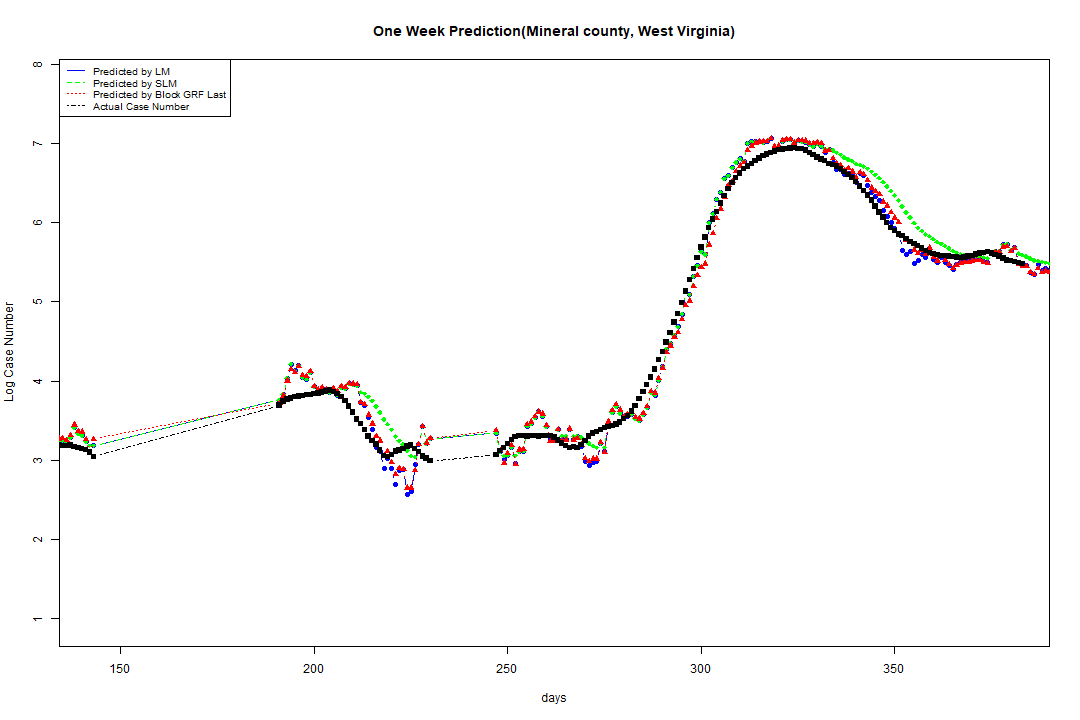 One Week Prediction(Mineral county, West Virginia)
8
Predicted by LM
Predicted by SLM
Predicted by Block GRF Last
Actual Case Number
7
6
5
4
3
2
1
Log Case Number
150 200 250 300 350
days